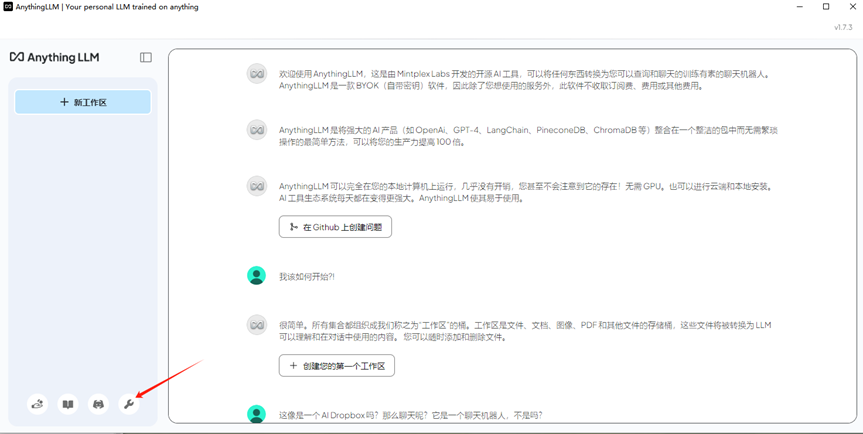 AnythingLLM | Your personal LLM trained on anything
v1.7.3
Anything LLM
+ 新工作区
欢迎使用 AnythingLLM，这是由 Mintplex Labs 开发的开源 AI 工具，可以将任何东西转换为您可以查询和聊天的训练有素的聊天机器人。
AnythingLLM 是一款 BYOK（自带密钥）软件，因此除了您想使用的服务外，此软件不收取订阅费、费用或其他费用。
AnythingLLM 是将强大的 AI 产品（如 OpenAi、GPT-4、LangChain、PineconeDB、ChromaDB 等）整合在一个整洁的包中而无需繁琐
操作的最简单方法，可以将您的生产力提高 100 倍。
AnythingLLM 可以完全在您的本地计算机上运行，几乎没有开销，您甚至不会注意到它的存在！无需 GPU。也可以进行云端和本地安装。
AI 工具生态系统每天都在变得更强大。AnythingLLM 使其易于使用。
在 Github 上创建问题
我该如何开始?!
很简单。所有集合都组织成我们称之为“工作区”的桶。工作区是文件、文档、图像、PDF 和其他文件的存储桶，这些文件将被转换为 LLM
可以理解和在对话中使用的内容。您可以随时添加和删除文件。
+ 创建您的第一个工作区
这像是一个 AI Dropbox 吗？那么聊天呢？它是一个聊天机器人，不是吗？